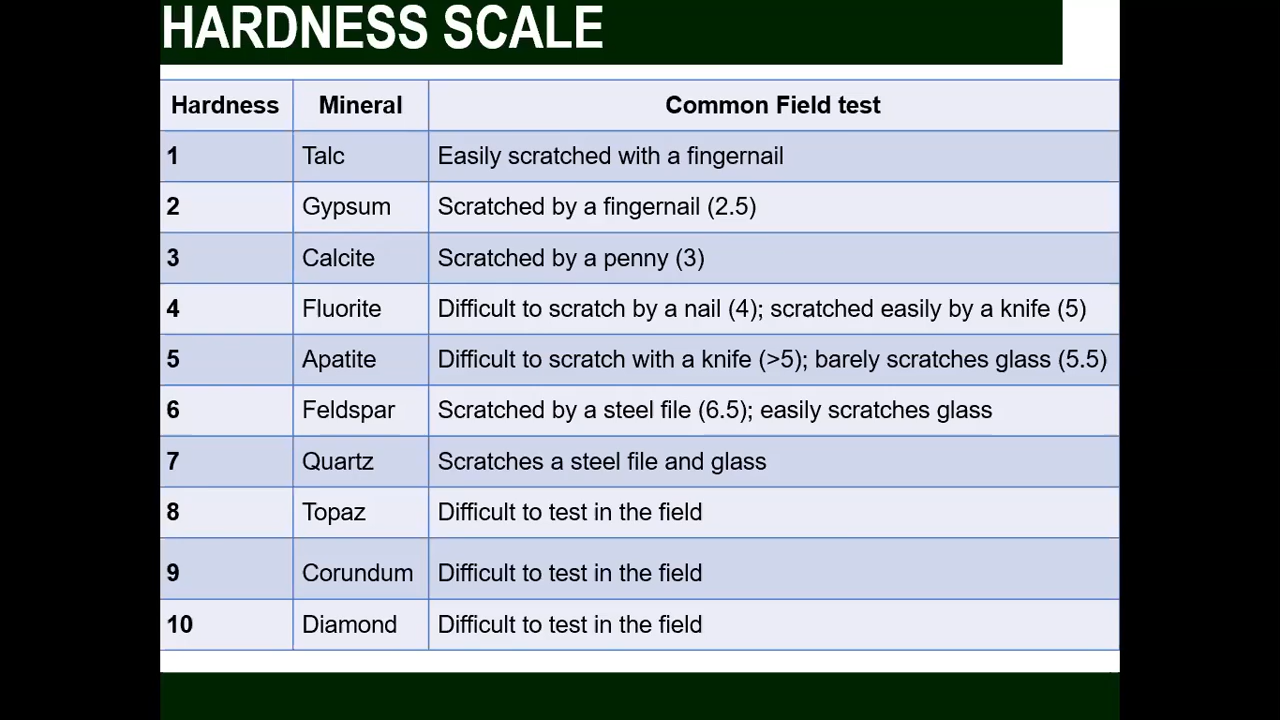 HARDNESS SCALE
Hardness Mineral Common Field test
1 Talc Easily scratched with a fingernail
2 Gypsum Scratched by a fingernail (2.5)
3 Calcite Scratched by a penny (3)
4 Fluorite Difficult to scratch by a nail (4); scratched easily by a knife (5)
5 Apatite Difficult to scratch with a knife (>5); barely scratches glass (5.5)
6 Feldspar Scratched by a steel file (6.5); easily scratches glass
7 Quartz Scratches a steel file and glass
8 Topaz Difficult to test in the field
9 Corundum Difficult to test in the field
10 Diamond Difficult to test in the field